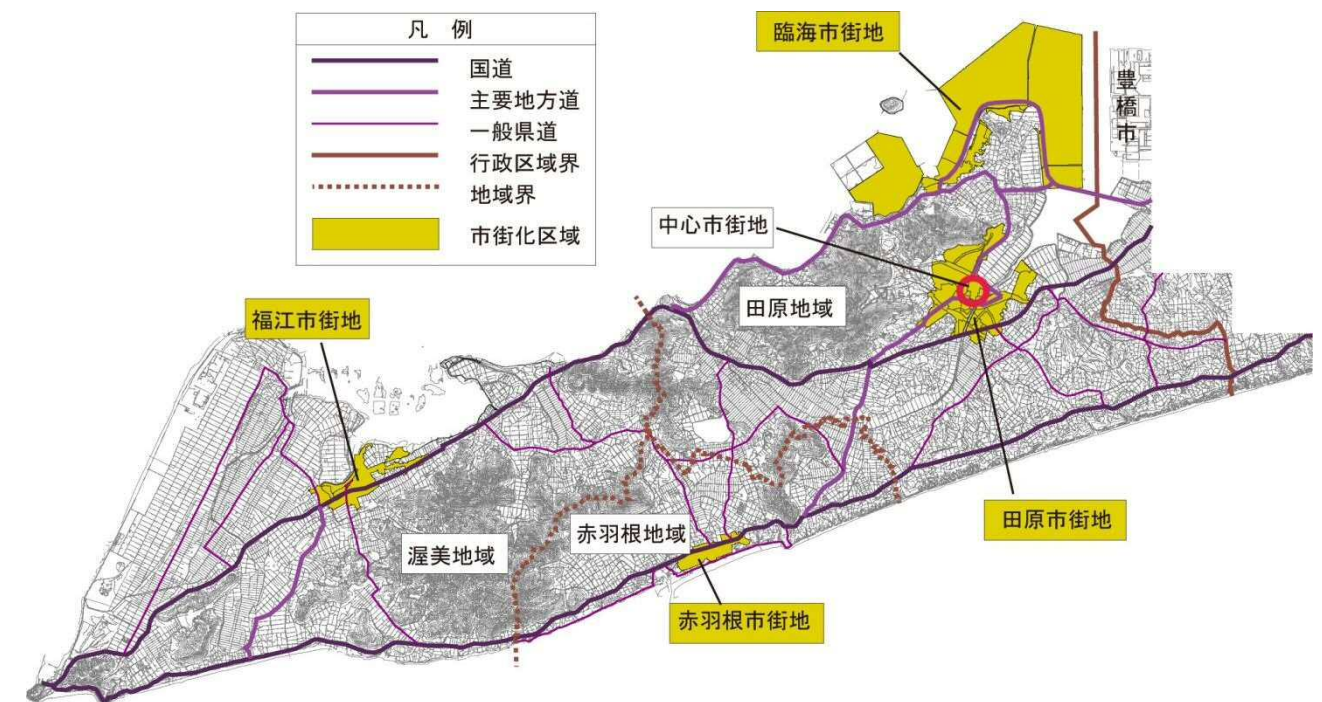 凡 例
国道
主要地方道
一般県道
行政区域界
地域界
市街化区域
臨海市街地
豊橋市
中心市街地
田原地域
福江市街地
渥美地域
赤羽根地域
田原市街地
赤羽根市街地